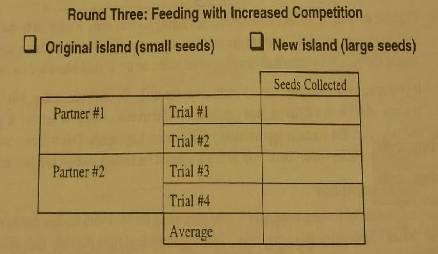 Round Three: Feeding with Increased Competition
Original island (small seeds) New island (large seeds)
Seeds Collected
Partner #1 Trial #1
Trial #2
Partner #2 Trial #3
Trial #4
Average